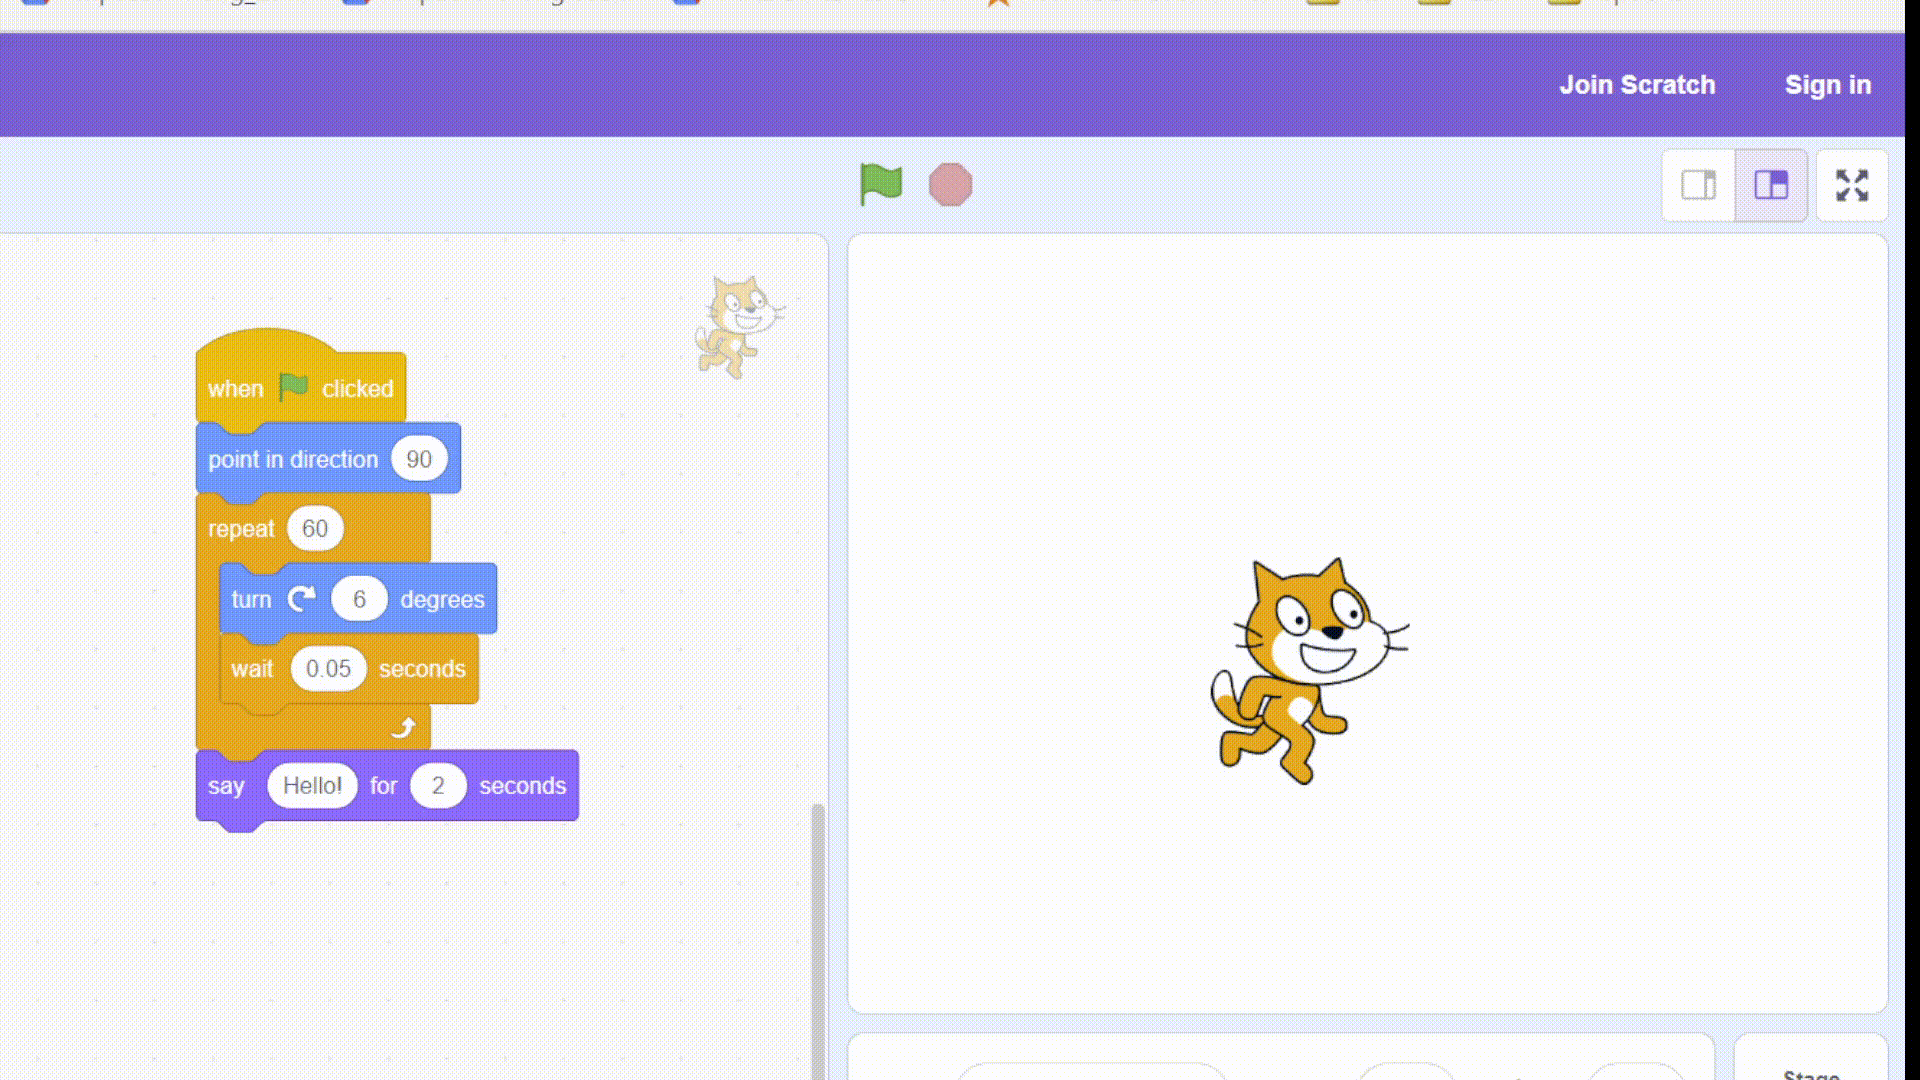 Join Scratch Sign in
when clicked
point in direction 90
repeat 60
turn 6 degrees
wait 0.05 seconds
say Hello! for 2 seconds
Stage